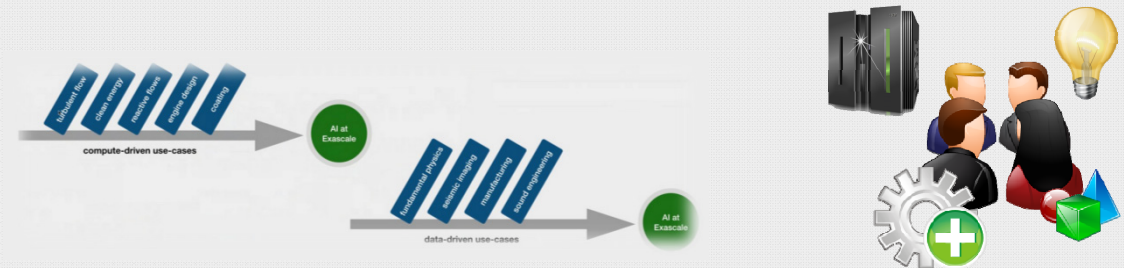 turbulent flow
clean energy
reactive flows
engine design
coating
AI at
Exascale
compute-driven use-cases
fundamental physics
seismic imaging
manufacturing
sound engineering
AI at
Exascale
data-driven use-cases